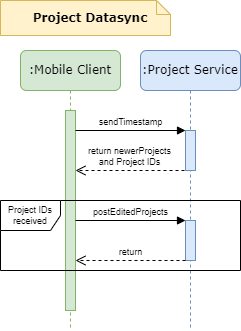 Project Datasync
:Mobile Client
:Project Service
sendTimestamp
return newerProjects
and Project IDs
Project IDs
received
postEditedProjects
return